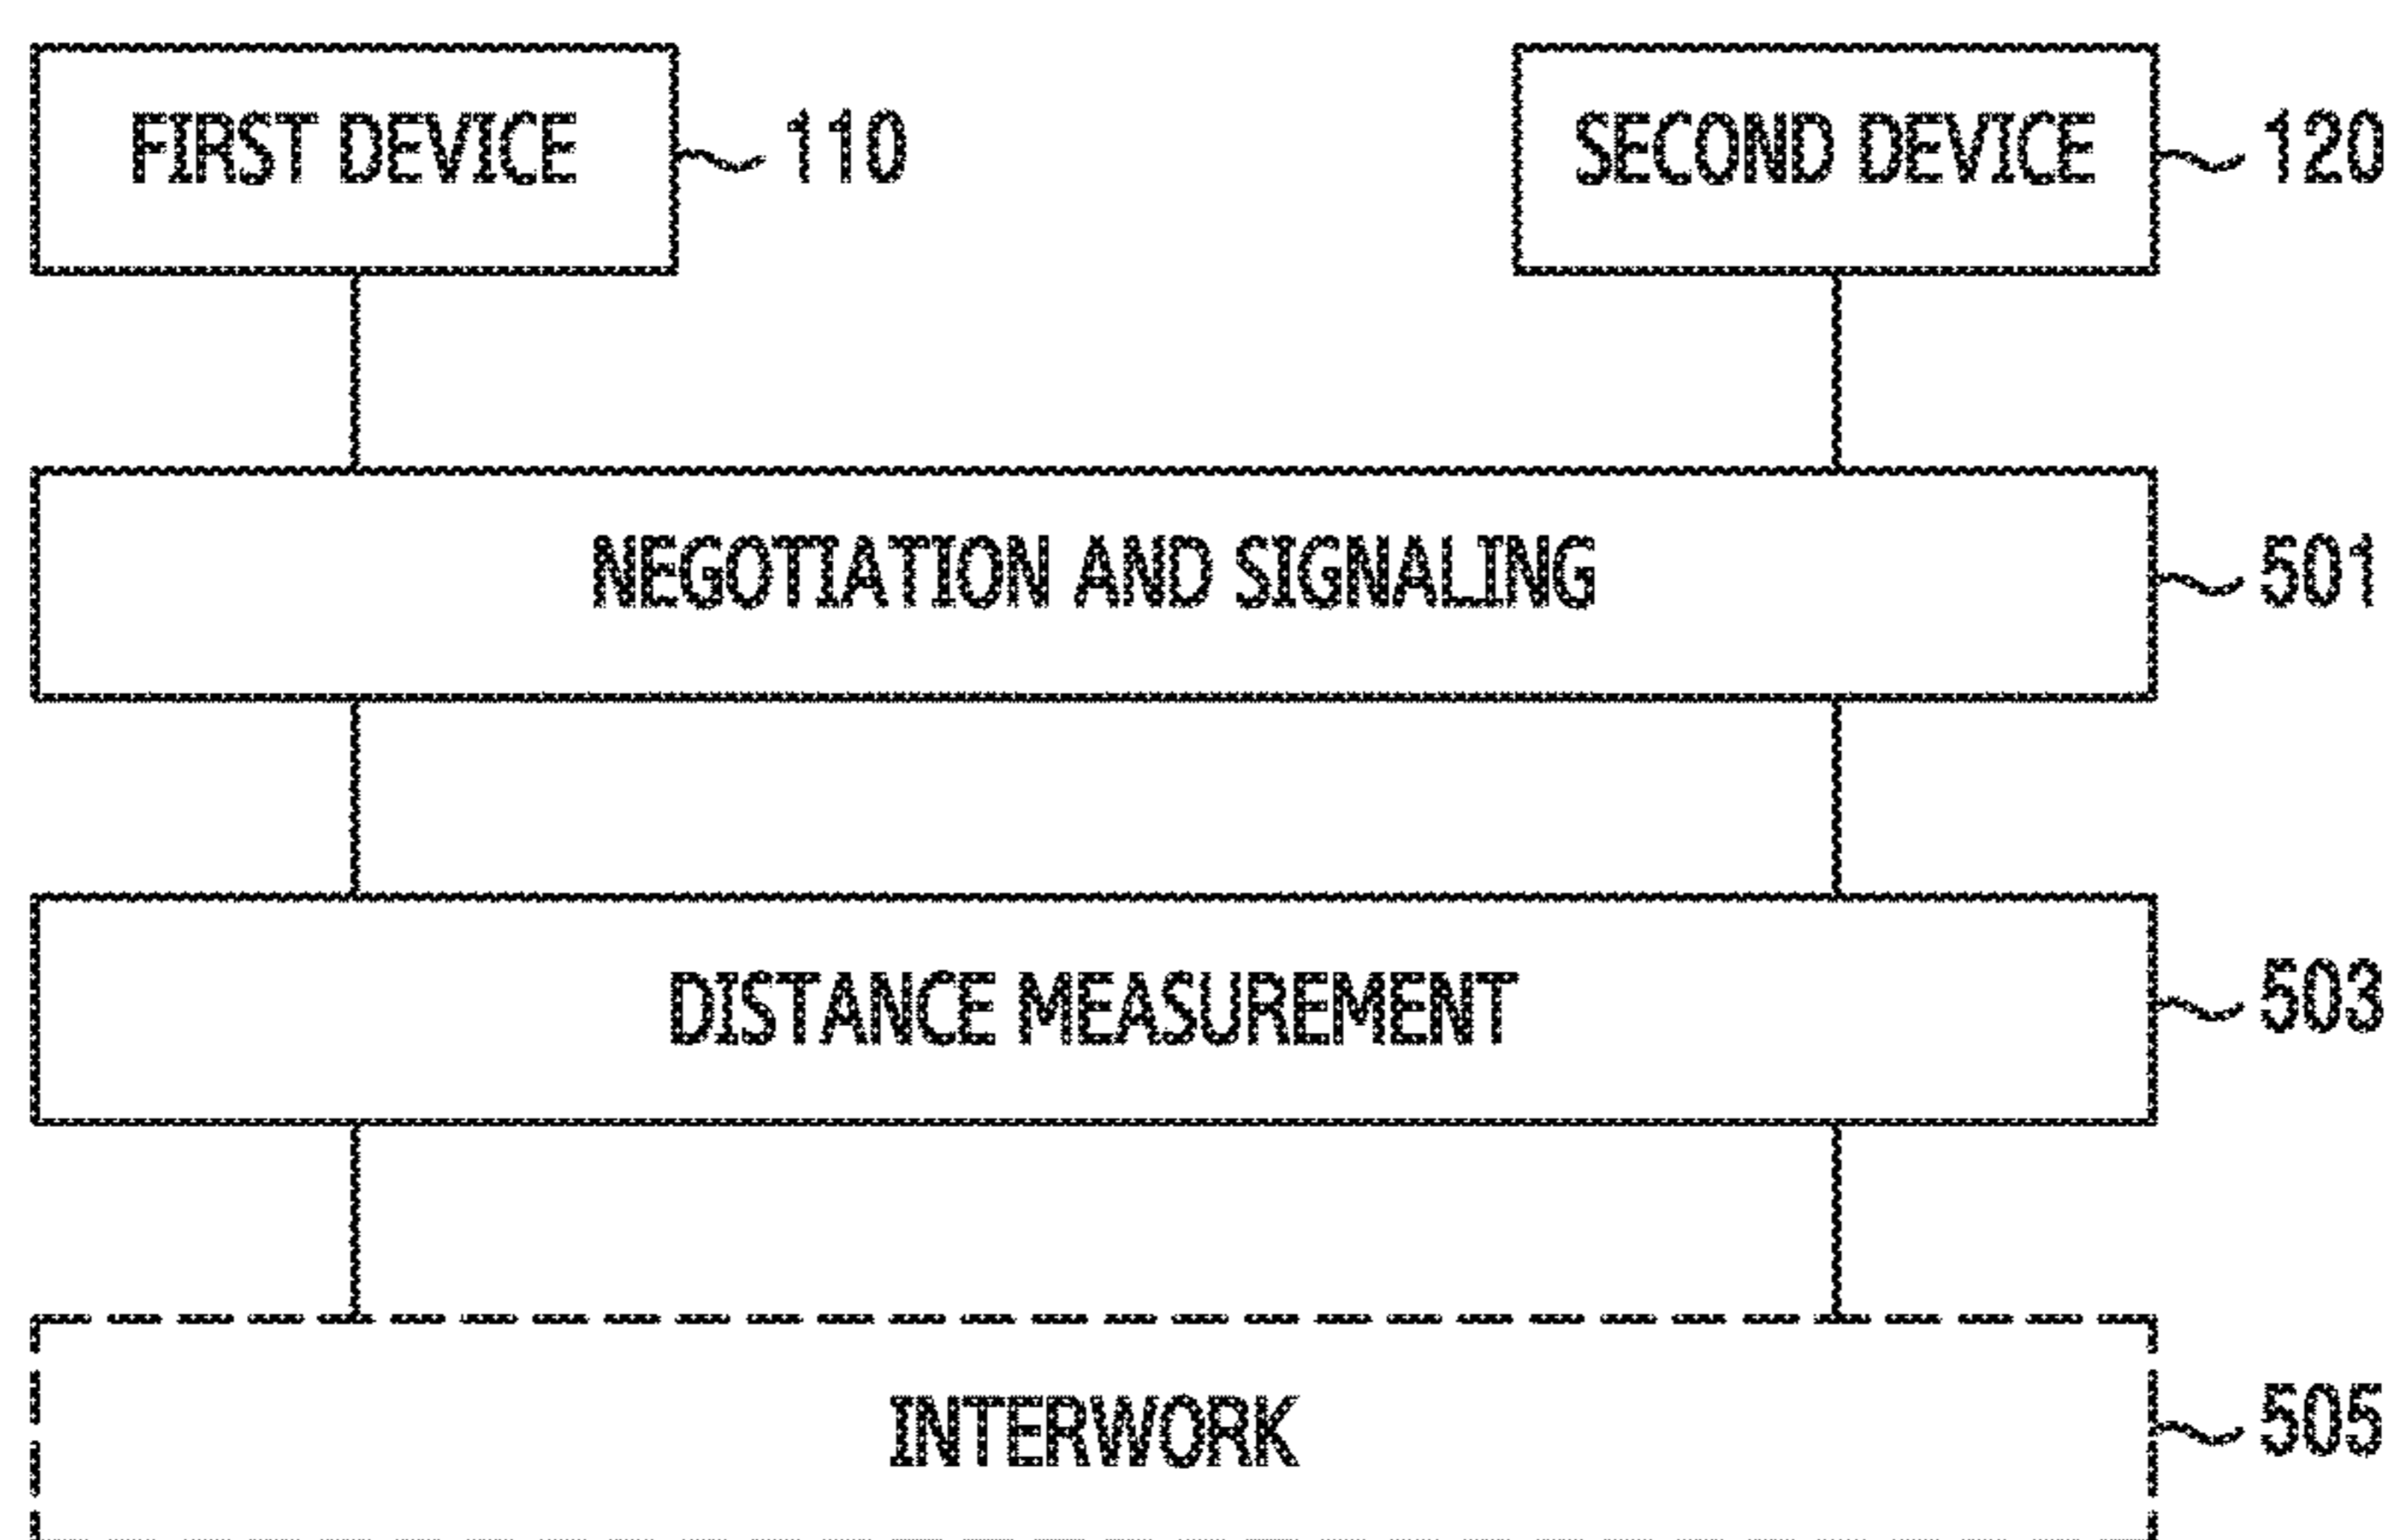 FIRST DEVICE
110
SECOND DEVICE
120
NEGOTIATION AND SIGNALING
501
DISTANCE MEASUREMENT
503
INTERWORK
505